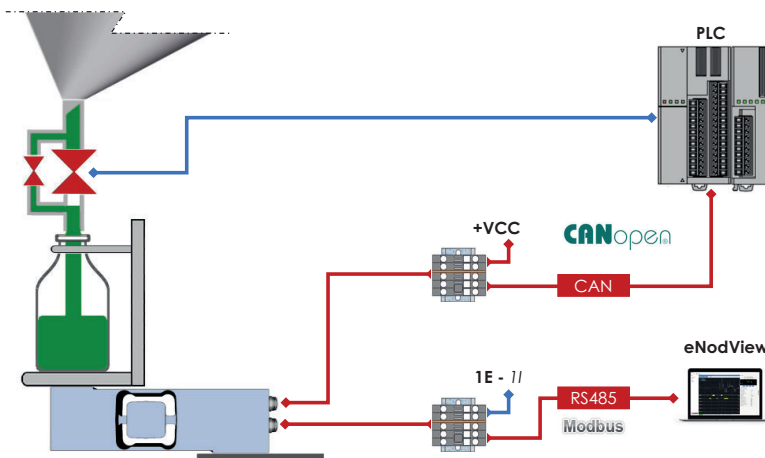 PLC
+VCC
CANopen
CAN
eNodView
1E - 1I
RS485
Modbus